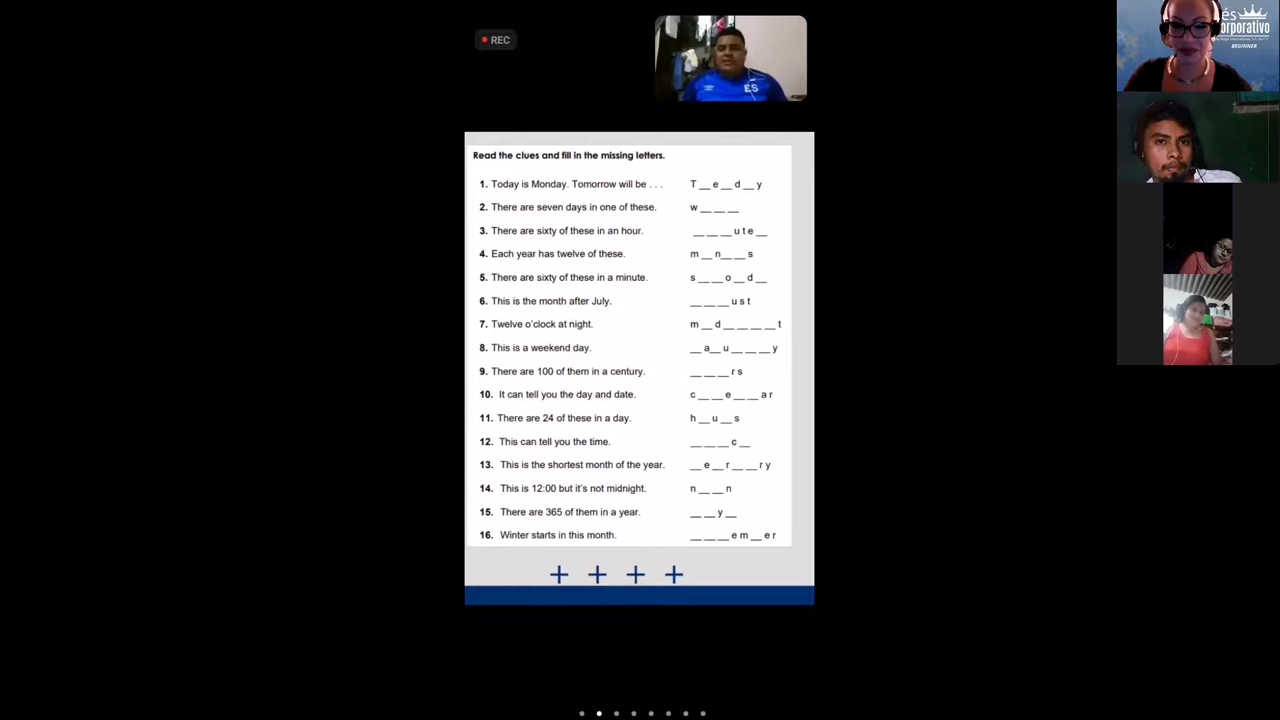 REC
és
corporativo
BEGINNER
Read the clues and fill in the missing letters.
1. Today is Monday. Tomorrow will be . . . T __ e __ d __ y
2. There are seven days in one of these. w __ __ __
3. There are sixty of these in an hour. __ __ __ u t e __
4. Each year has twelve of these. m __ n__ __ s
5. There are sixty of these in a minute. s __ __ o __ d __
6. This is the month after July. __ __ __ u s t
7. Twelve o'clock at night. m __ d __ __ __ __ t
8. This is a weekend day. __ a__ u __ __ __ y
9. There are 100 of them in a century. __ __ __ r s
10. It can tell you the day and date. c __ __ e __ __ a r
11. There are 24 of these in a day. h __ u __ s
12. This can tell you the time. __ __ __ c __
13. This is the shortest month of the year. __ e __ r __ __ r y
14. This is 12:00 but it's not midnight. n __ __ n
15. There are 365 of them in a year. __ __ y __
16. Winter starts in this month. __ __ __ e m __ e r
ES